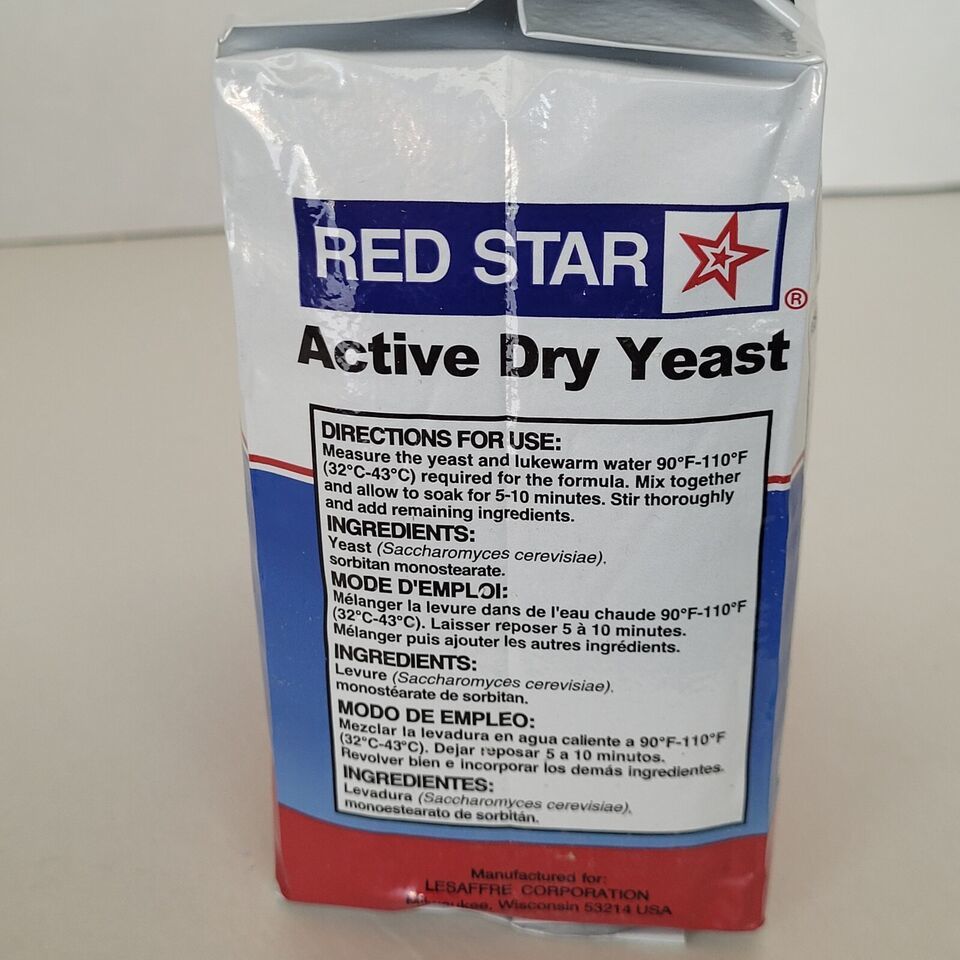 RED STAR
®
Active Dry Yeast
DIRECTIONS FOR USE:
Measure the yeast and lukewarm water 90°F-110°F
(32°C-43°C) required for the formula. Mix together
and allow to soak for 5-10 minutes. Stir thoroughly
and add remaining ingredients.
INGREDIENTS:
Yeast (Saccharomyces cerevisiae),
sorbitan monostearate.
MODE D'EMPLOI:
Mélanger la levure dans de l'eau chaude 90°F-110°F
(32°C-43°C). Laisser reposer 5 à 10 minutes.
Mélanger puis ajouter les autres ingrédients.
INGREDIENTS:
Levure (Saccharomyces cerevisiae),
monostéarate de sorbitan.
MODO DE EMPLEO:
Mezclar la levadura en agua caliente a 90°F-110°F
(32°C-43°C). Dejar reposar 5 a 10 minutos.
Revolver bien e incorporar los demás ingredientes.
INGREDIENTES:
Levadura (Saccharomyces cerevisiae),
monoestearato de sorbitán.
Manufactured for:
LESAFFRE CORPORATION
Milwaukee, Wisconsin 53214 USA